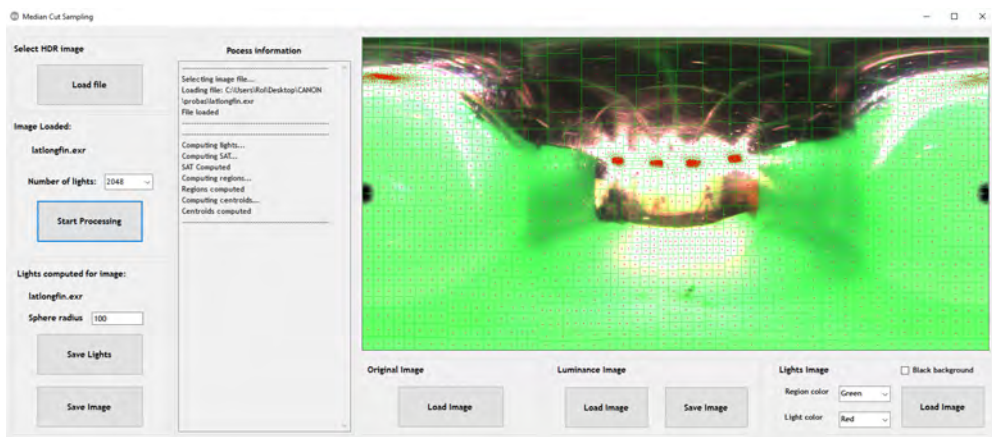 Median Cut Sampling
Select HDR image
Load file
Image Loaded:
latlongfin.exr
Number of lights: 2048
Start Processing
Lights computed for image:
latlongfin.exr
Sphere radius 100
Save Lights
Save Image
Pocess information
Selecting image file...
Loading file: C:\Users\Rol\Desktop\CANON
\probas\latlongfin.exr
File loaded
Computing lights...
Computing SAT...
SAT Computed
Computing regions...
Regions computed
Computing centroids...
Centroids computed
Original Image
Load Image
Luminance Image
Load Image
Save Image
Lights Image
Black background
Region color Green
Light color Red
Load Image